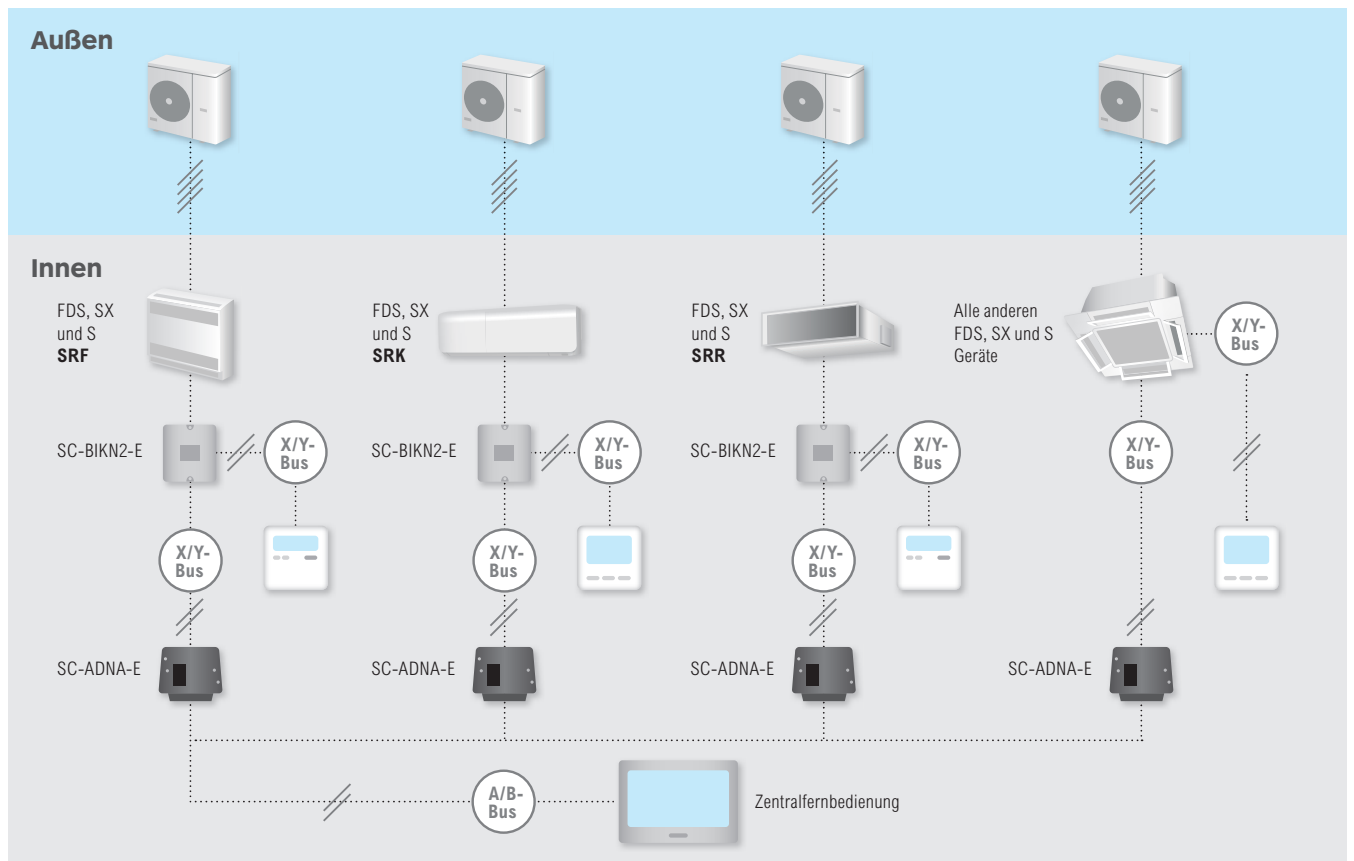 Außen
Innen
FDS, SX
und S
SRF
FDS, SX
und S
SRK
FDS, SX
und S
SRR
Alle anderen
FDS, SX und S
Geräte
X/Y-
Bus
SC-BIKN2-E
X/Y-
Bus
SC-BIKN2-E
X/Y-
Bus
SC-BIKN2-E
X/Y-
Bus
X/Y-
Bus
X/Y-
Bus
X/Y-
Bus
X/Y-
Bus
SC-ADNA-E
SC-ADNA-E
SC-ADNA-E
SC-ADNA-E
A/B-
Bus
Zentralfernbedienung